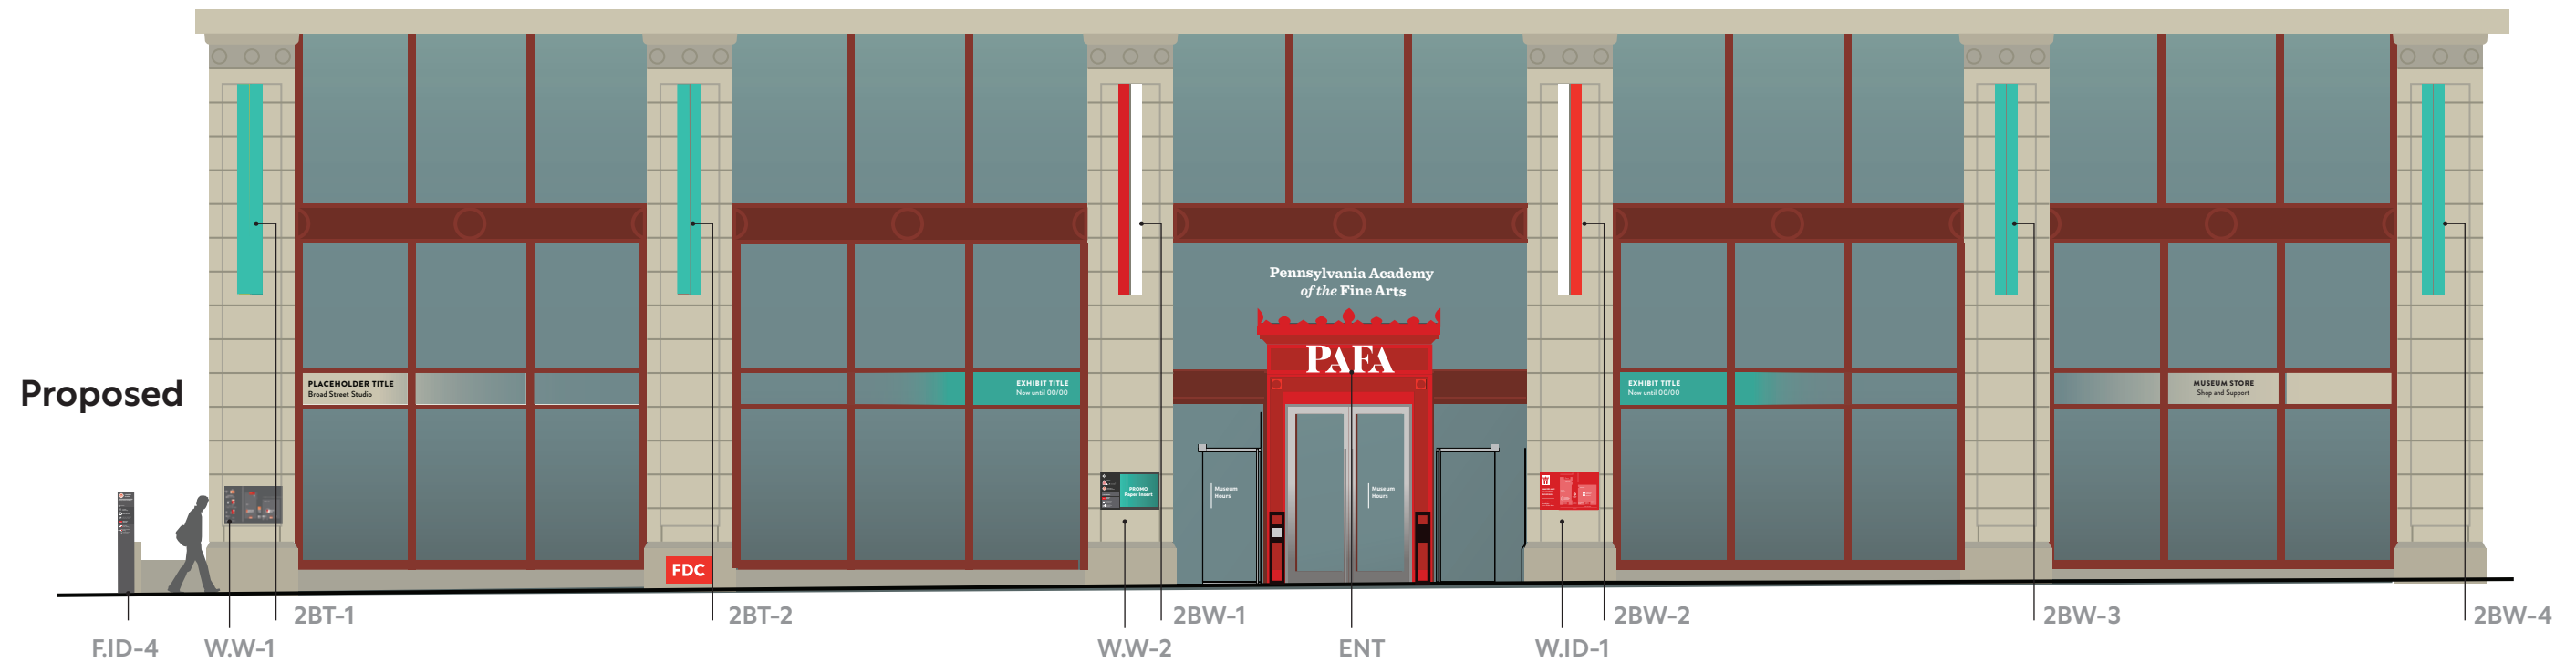 Pennsylvania Academy
of the Fine Arts
PAFA
Proposed
PLACEHOLDER TITLE
Broad Street Studio
EXHIBIT TITLE
Now until 00/00
EXHIBIT TITLE
Now until 00/00
MUSEUM STORE
Shop and Support
PROMO
Paper Insert
Museum
Hours
Museum
Hours
FDC
2BT-1
2BT-2
2BW-1
2BW-2
2BW-3
2BW-4
F.ID-4
W.W-1
W.W-2
ENT
W.ID-1